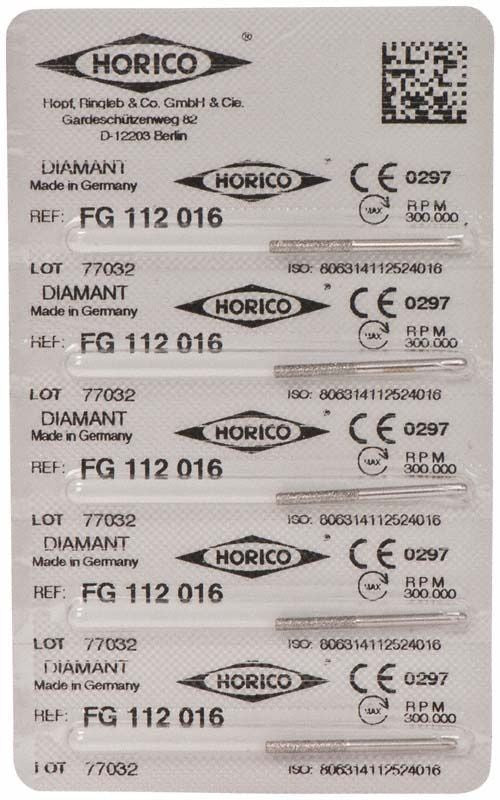 HORICO ®
Hopf, Ringleb & Co. GmbH & Cie.
Gardeschützenweg 82
D-12203 Berlin
DIAMANT HORICO ® CE 0297
Made in Germany
MAX RPM 300.000
REF: FG 112 016
LOT 77032 ISO: 806314112524016
DIAMANT HORICO ® CE 0297
Made in Germany
MAX RPM 300.000
REF: FG 112 016
LOT 77032 ISO: 806314112524016
DIAMANT HORICO ® CE 0297
Made in Germany
MAX RPM 300.000
REF: FG 112 016
LOT 77032 ISO: 806314112524016
DIAMANT HORICO ® CE 0297
Made in Germany
MAX RPM 300.000
REF: FG 112 016
LOT 77032 ISO: 806314112524016
DIAMANT HORICO ® CE 0297
Made in Germany
MAX RPM 300.000
REF: FG 112 016
LOT 77032 ISO: 806314112524016